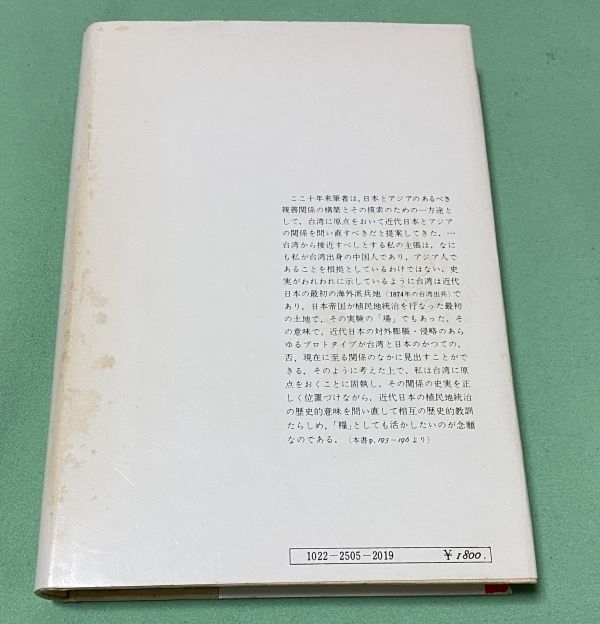 ここ十年来筆者は、日本とアジアのあるべき
親善関係の構築とその摸索のための一方途と
して、台湾に原点をおいて近代日本とアジア
の関係を問い直すべきだと提案してきた。…
台湾から接近すべしとする私の主張は、なに
も私が台湾出身の中国人であり、アジア人で
あることを根拠としているわけではない。史
実がわれわれに示しているように台湾は近代
日本の最初の海外派兵地（1874年の台湾出兵）で
あり、日本帝国が植民地統治を行なった最初
の土地で、その実験の「場」でもあった。そ
の意味で、近代日本の対外膨脹・侵略のあら
ゆるプロトタイプが台湾と日本のかつての、
否、現在に至る関係のなかに見出すことがで
きる。そのように考えた上で、私は台湾に原
点をおくことに固執し、その関係の史実を正
しく位置づけながら、近代日本の植民地統治
の歴史的意味を問い直して相互の歴史的教訓
たらしめ、「糧」としても活かしたいのが念願
なのである。（本書p.195－196より）
1022－2505－2019　￥1800.